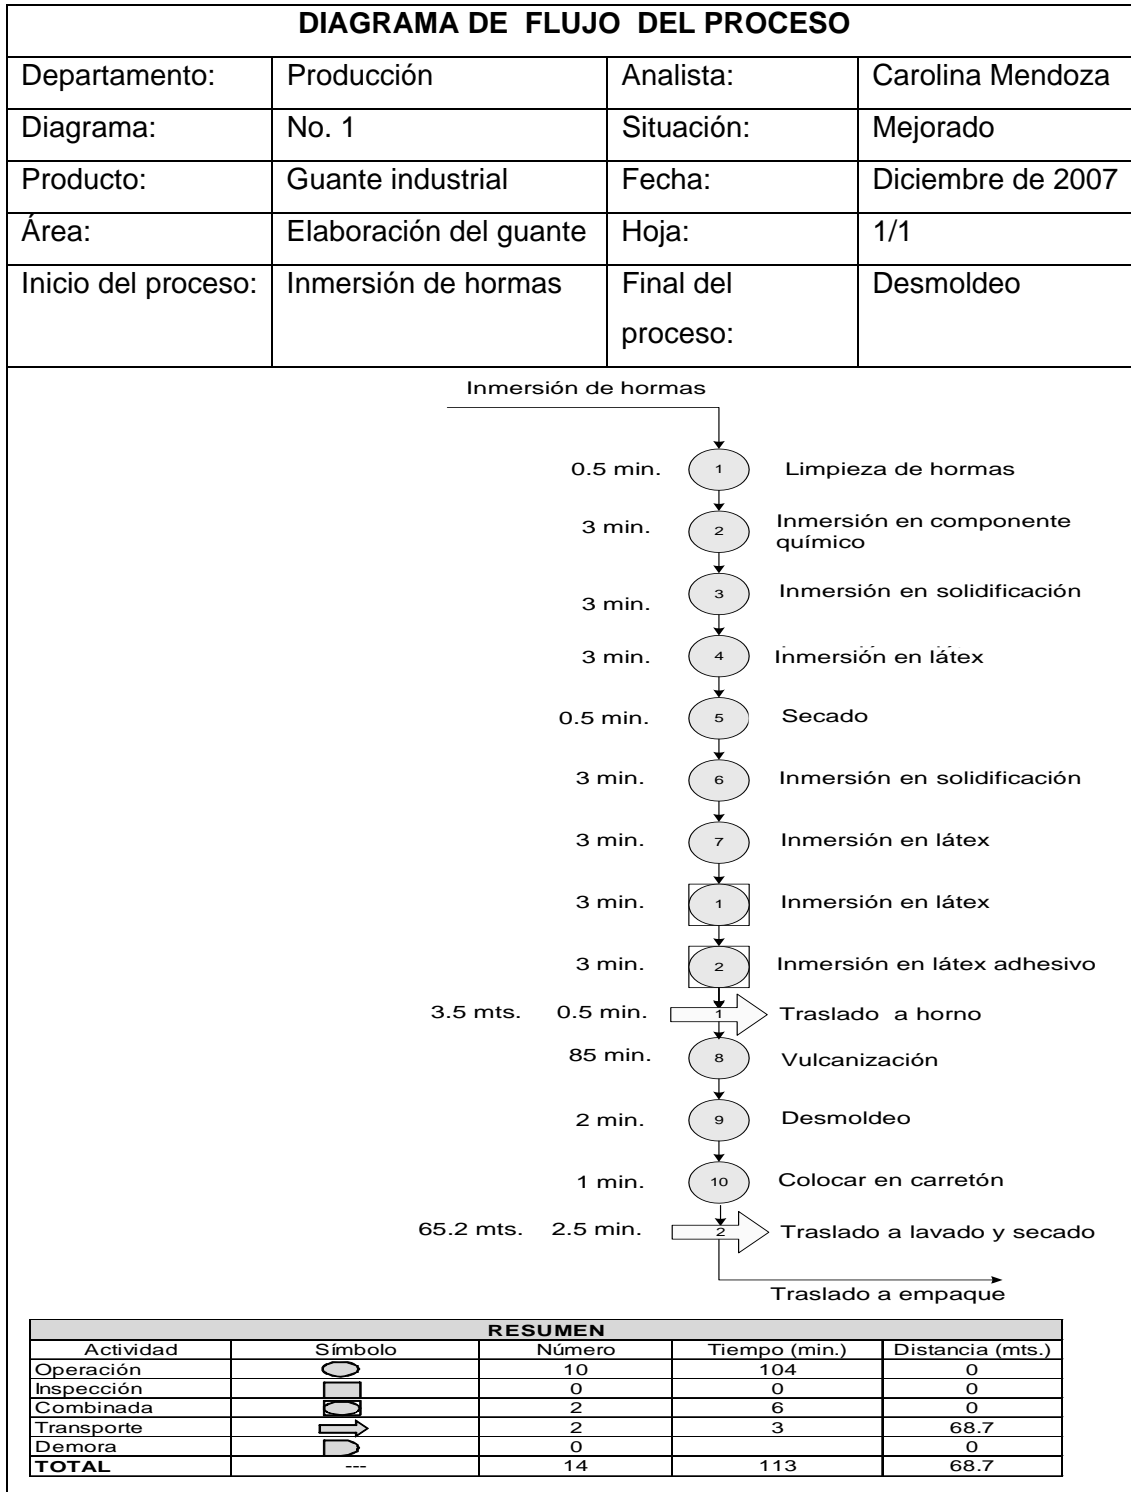 DIAGRAMA DE FLUJO DEL PROCESO
Departamento: Producción Analista: Carolina Mendoza
Diagrama: No. 1 Situación: Mejorado
Producto: Guante industrial Fecha: Diciembre de 2007
Área: Elaboración del guante Hoja: 1/1
Inicio del proceso: Inmersión de hormas Final del proceso: Desmoldeo
Inmersión de hormas
0.5 min. 1 Limpieza de hormas
3 min. 2 Inmersión en componente
químico
3 min. 3 Inmersión en solidificación
3 min. 4 Inmersión en látex
0.5 min. 5 Secado
3 min. 6 Inmersión en solidificación
3 min. 7 Inmersión en látex
3 min. 1 Inmersión en látex
3 min. 2 Inmersión en látex adhesivo
3.5 mts. 0.5 min. 1 Traslado a horno
85 min. 8 Vulcanización
2 min. 9 Desmoldeo
1 min. 10 Colocar en carretón
65.2 mts. 2.5 min. 2 Traslado a lavado y secado
Traslado a empaque
RESUMEN
Actividad Símbolo Número Tiempo (min.) Distancia (mts.)
Operación 10 104 0
Inspección 0 0 0
Combinada 2 6 0
Transporte 2 3 68.7
Demora 0 0
TOTAL --- 14 113 68.7